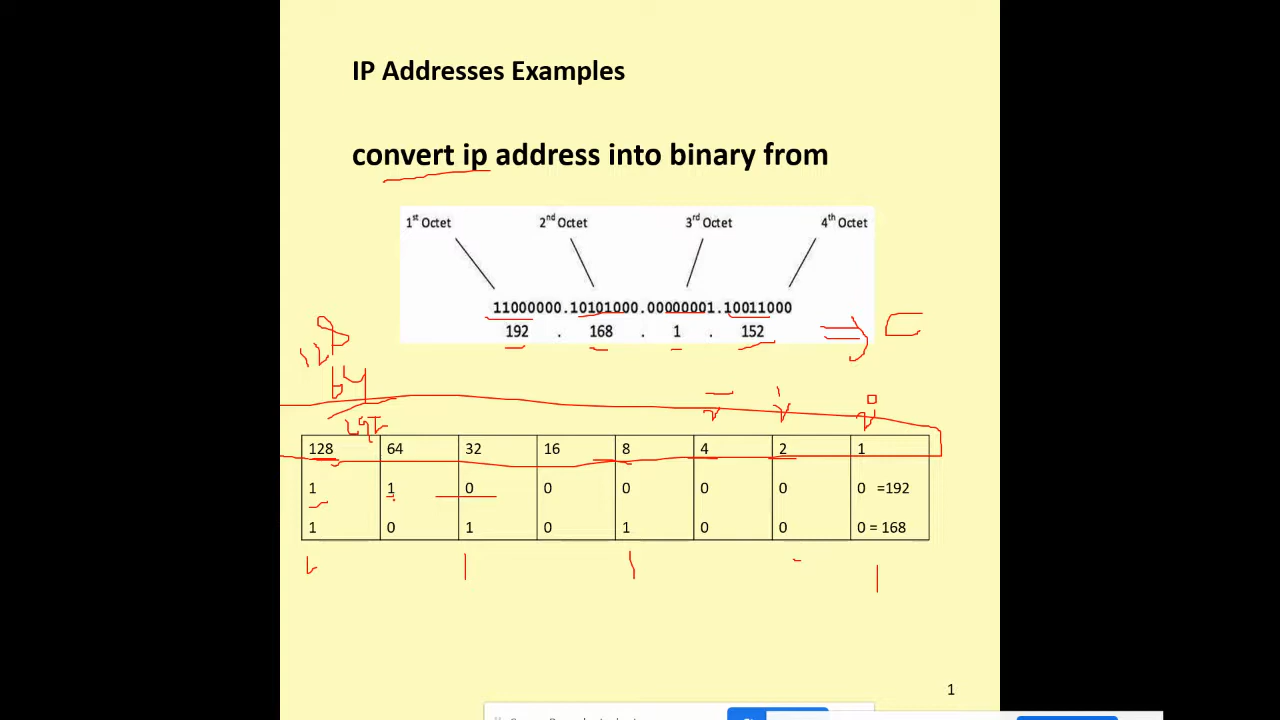 1
IP Addresses Examples
convert ip address into binary from
1st Octet 2nd Octet 3rd Octet 4th Octet
11000000.10101000.00000001.10011000
192 . 168 . 1 . 152
64
128 64 32 16 8 4 2 1
1 1 0 0 0 0 0 0 =192
1 0 1 0 1 0 0 0 = 168
1